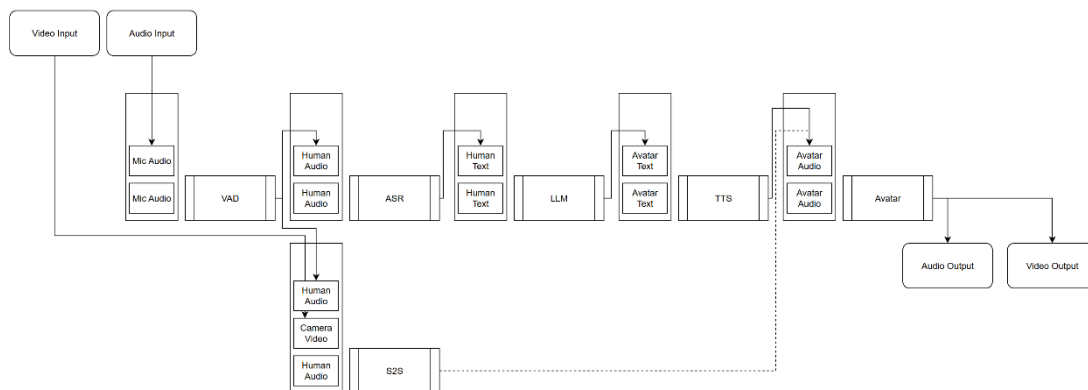 Video Input
Audio Input
Mic Audio
Mic Audio
VAD
Human
Audio
Human
Audio
ASR
Human
Text
Human
Text
LLM
Avatar
Text
Avatar
Text
TTS
Avatar
Audio
Avatar
Audio
Avatar
Audio Output
Video Output
Human
Audio
Camera
Video
Human
Audio
S2S